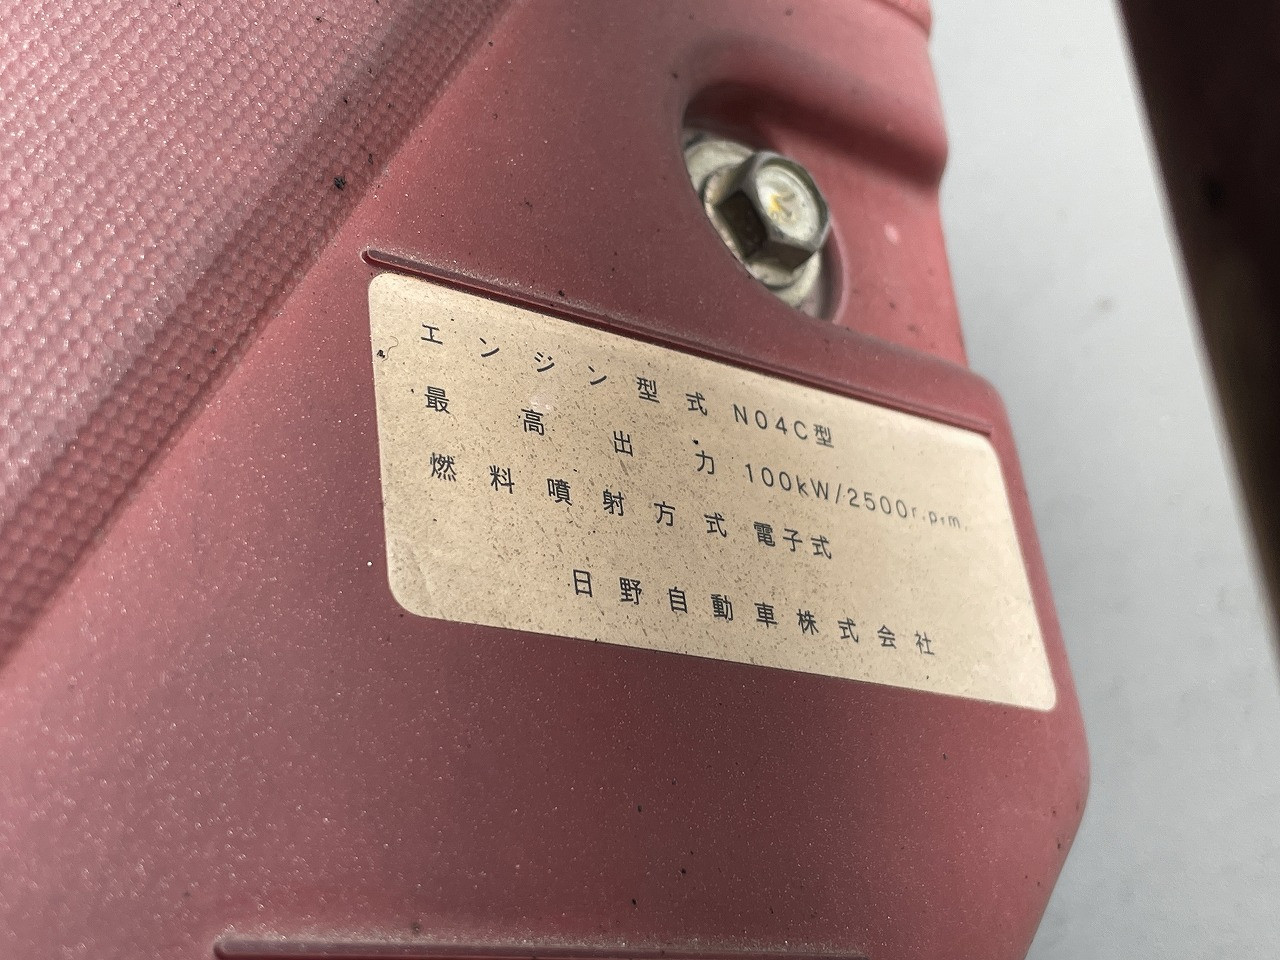 エンジン型式 N04C型
最高出力 100kW/2500r.p.m.
燃料噴射方式 電子式
日野自動車株式会社